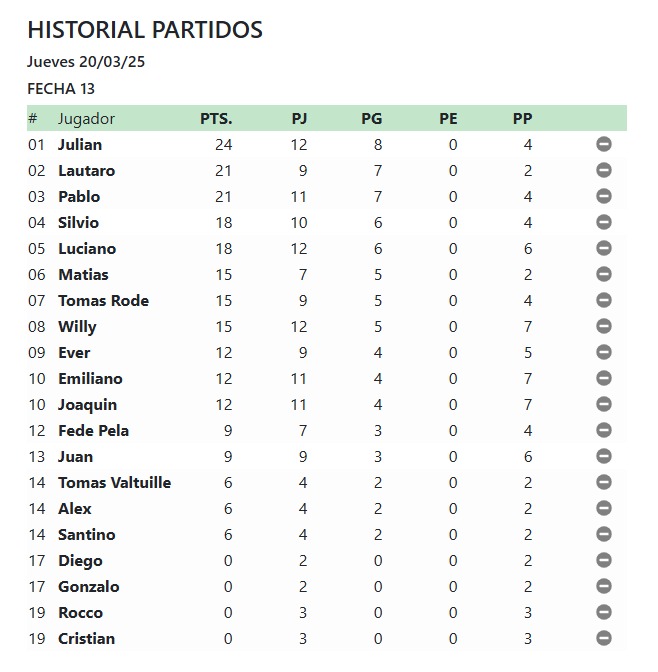 HISTORIAL PARTIDOS
Jueves 20/03/25
FECHA 13
# Jugador PTS. PJ PG PE PP
01 Julian 24 12 8 0 4
02 Lautaro 21 9 7 0 2
03 Pablo 21 11 7 0 4
04 Silvio 18 10 6 0 4
05 Luciano 18 12 6 0 6
06 Matias 15 7 5 0 2
07 Tomas Rode 15 9 5 0 4
08 Willy 15 12 5 0 7
09 Ever 12 9 4 0 5
10 Emiliano 12 11 4 0 7
10 Joaquin 12 11 4 0 7
12 Fede Pela 9 7 3 0 4
13 Juan 9 9 3 0 6
14 Tomas Valtuille 6 4 2 0 2
14 Alex 6 4 2 0 2
14 Santino 6 4 2 0 2
17 Diego 0 2 0 0 2
17 Gonzalo 0 2 0 0 2
19 Rocco 0 3 0 0 3
19 Cristian 0 3 0 0 3